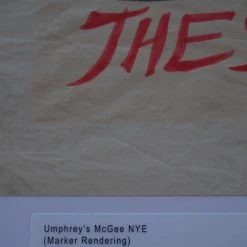 THES
Umphrey's McGee NYE
(Marker Rendering)